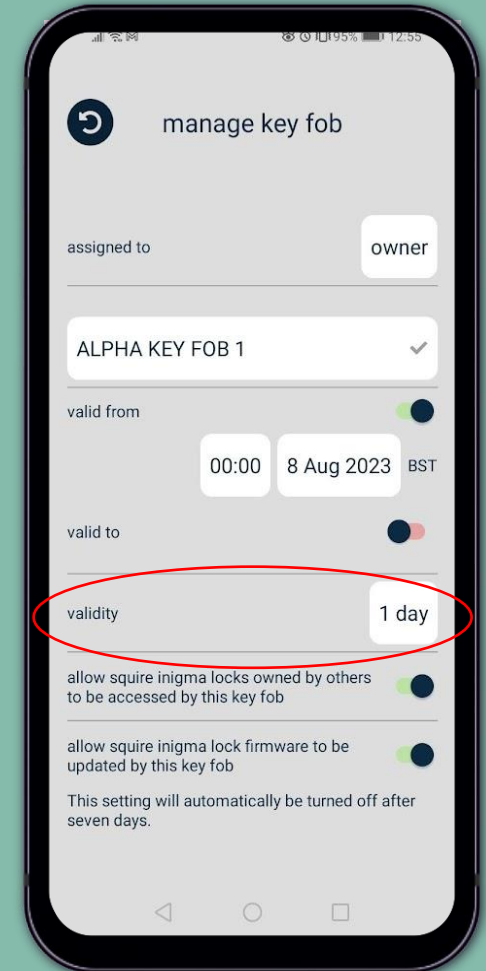 95% 12:55
manage key fob
assigned to owner
ALPHA KEY FOB 1
valid from
00:00 8 Aug 2023 BST
valid to
validity 1 day
allow squire inigma locks owned by others
to be accessed by this key fob
allow squire inigma lock firmware to be
updated by this key fob
This setting will automatically be turned off after
seven days.